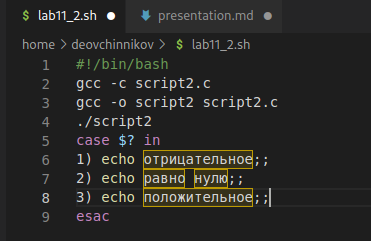 $ lab11_2.sh ● presentation.md ●
home > deovchinnikov > $ lab11_2.sh
1 #!/bin/bash
2 gcc -c script2.c
3 gcc -o script2 script2.c
4 ./script2
5 case $? in
6 1) echo отрицательное;;
7 2) echo равно нулю;;
8 3) echo положительное;;
9 esac